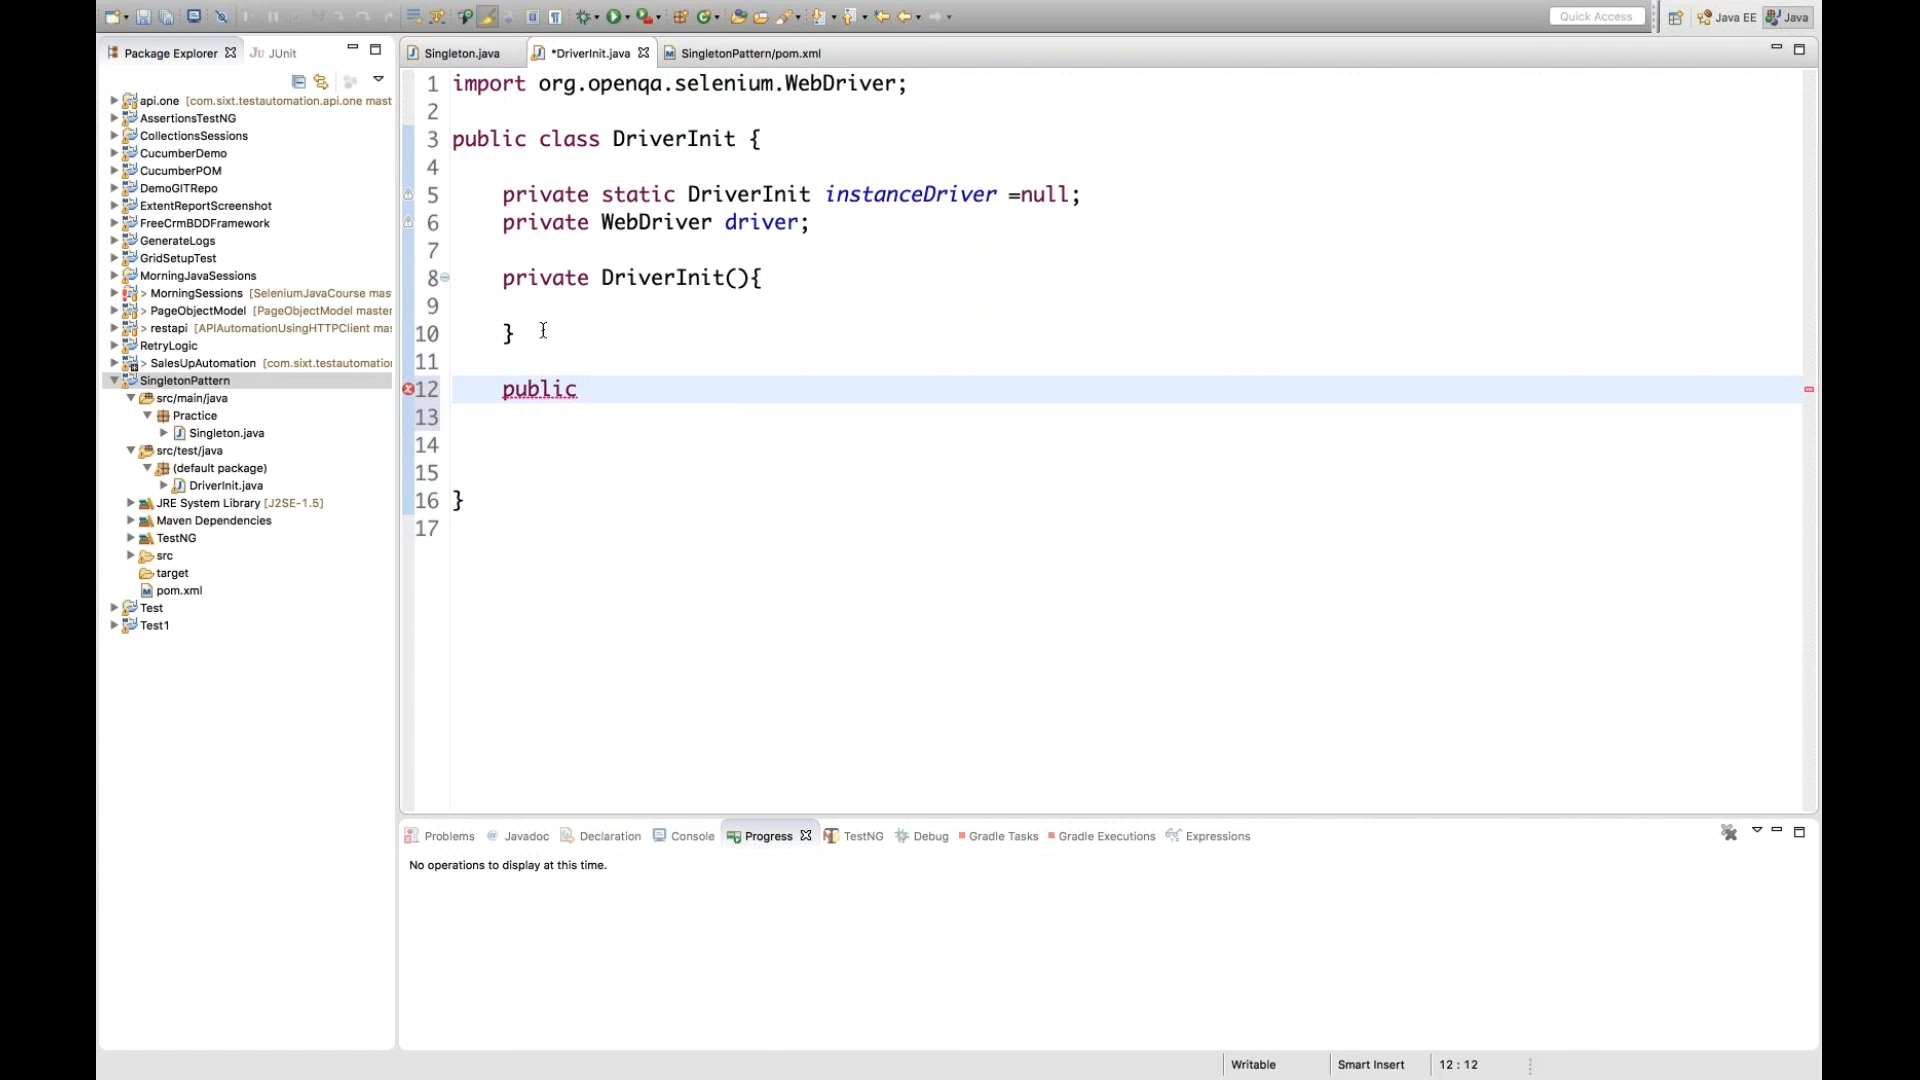 Quick Access
Java EE
Java
Package Explorer
JUnit
Singleton.java
*DriverInit.java
SingletonPattern/pom.xml
api.one [com.sixt.testautomation.api.one mast
AssertionsTestNG
CollectionsSessions
CucumberDemo
CucumberPOM
DemoGITRepo
ExtentReportScreenshot
FreeCrmBDDFramework
GenerateLogs
GridSetupTest
MorningJavaSessions
> MorningSessions [SeleniumJavaCourse mas
> PageObjectModel [PageObjectModel master
> restapi [APIAutomationUsingHTTPClient ma
RetryLogic
> SalesUpAutomation [com.sixt.testautomatio
SingletonPattern
src/main/java
Practice
Singleton.java
src/test/java
(default package)
DriverInit.java
JRE System Library [J2SE-1.5]
Maven Dependencies
TestNG
src
target
pom.xml
Test
Test1
1 import org.openqa.selenium.WebDriver;
2
3 public class DriverInit {
4
5 private static DriverInit instanceDriver =null;
6 private WebDriver driver;
7
8 private DriverInit(){
9
10 }
11
12 public
13
14
15
16 }
17
Problems
Javadoc
Declaration
Console
Progress
TestNG
Debug
Gradle Tasks
Gradle Executions
Expressions
No operations to display at this time.
Writable
Smart Insert
12 : 12